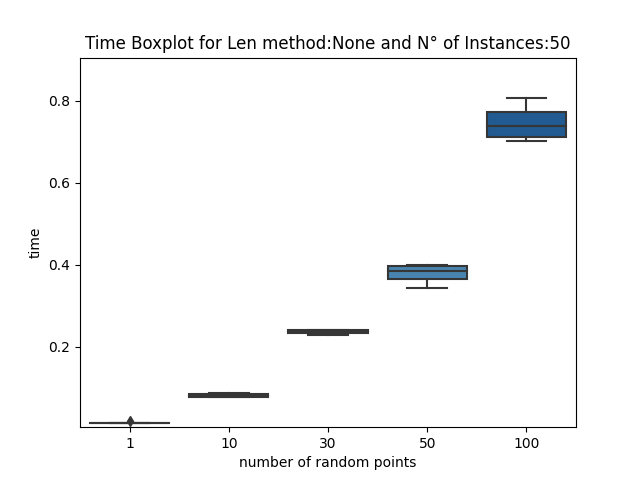 Time Boxplot for Len method:None and N° of Instances:50
0.8
0.6
0.4
0.2
time
1 10 30 50 100
number of random points